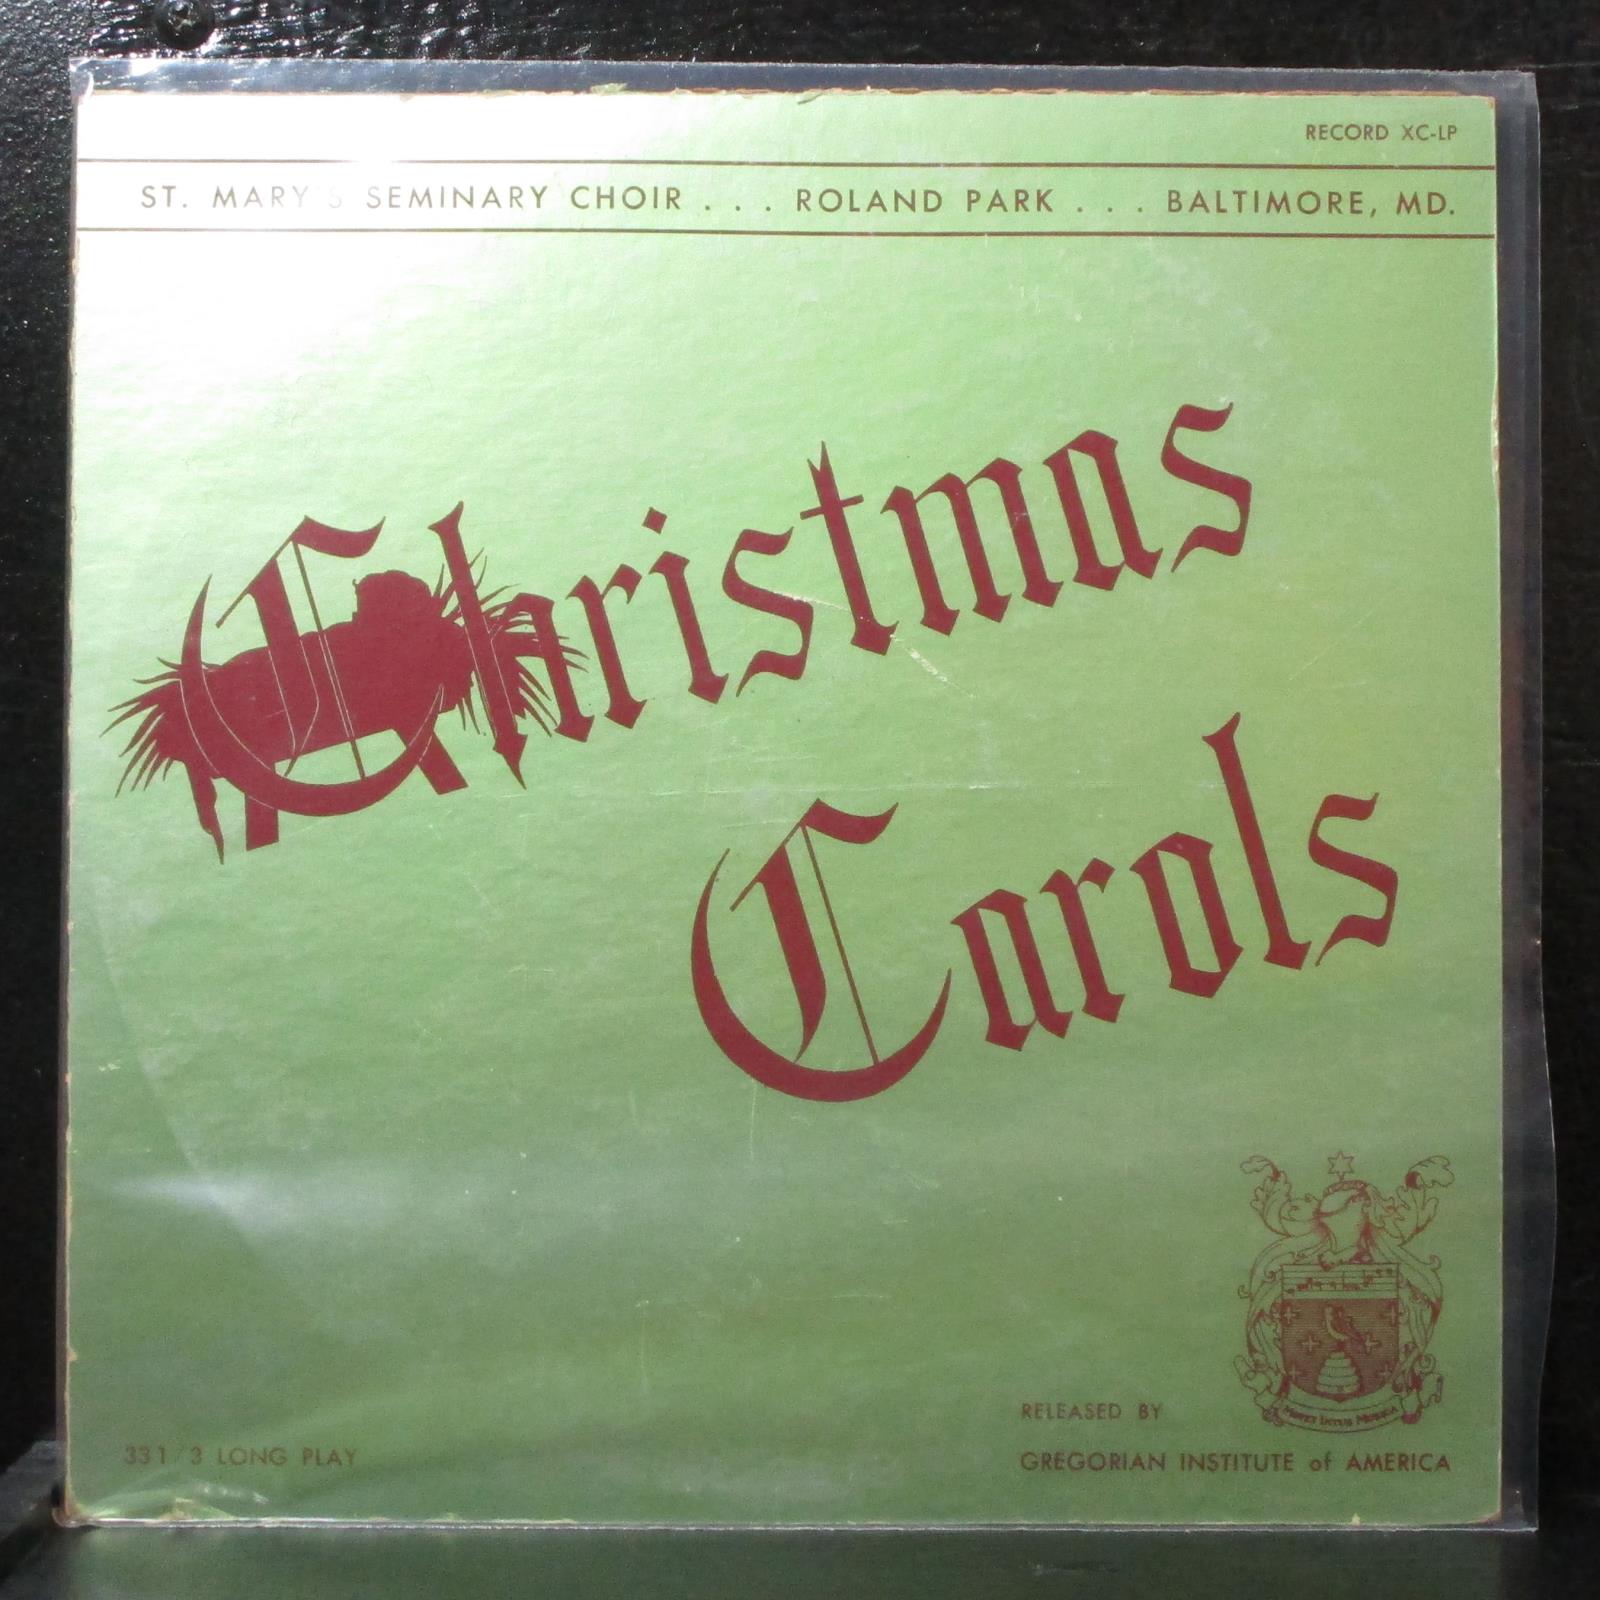 RECORD XC-LP
ST. MARY'S SEMINARY CHOIR . . . ROLAND PARK . . . BALTIMORE, MD.
Christmas
Carols
RELEASED BY
33 1/3 LONG PLAY
GREGORIAN INSTITUTE of AMERICA